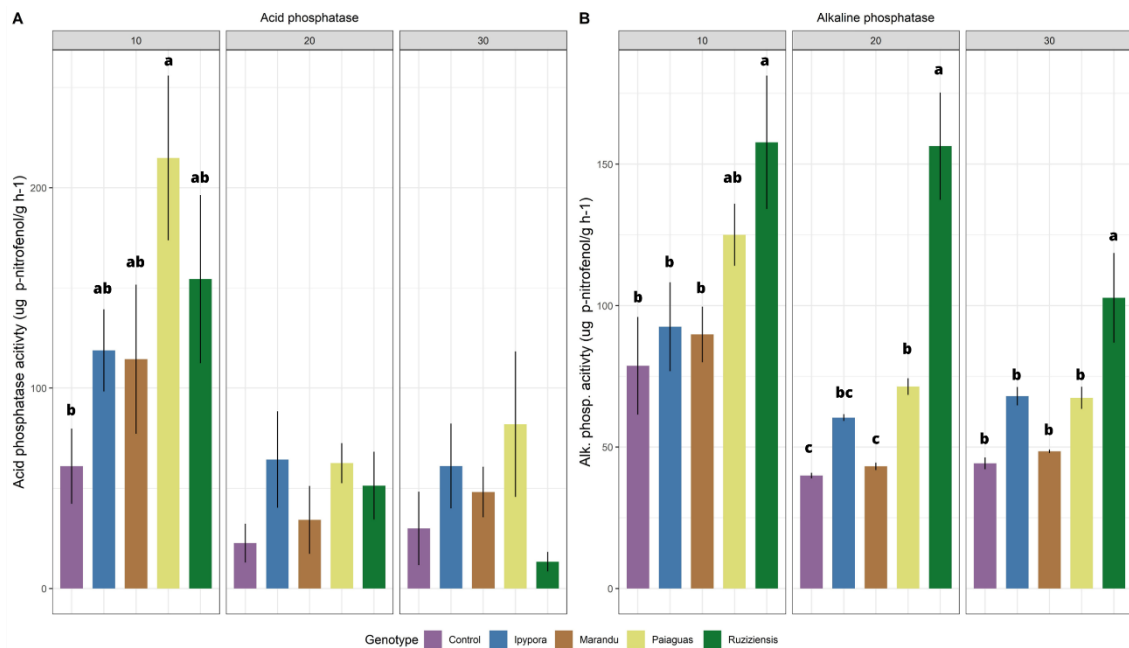 A
Acid phosphatase
10
20
30
Acid phosphatase acivity (ug p-nitrofenol/g h-1)
200
100
0
b
ab
ab
a
ab
B
Alkaline phosphatase
10
20
30
Alk. phosp. acivity (ug p-nitrofenol/g h-1)
150
100
50
0
b
b
b
ab
a
c
bc
c
b
a
b
b
b
b
a
Genotype Control Ipypora Marandu Paiaguas Ruziziensis